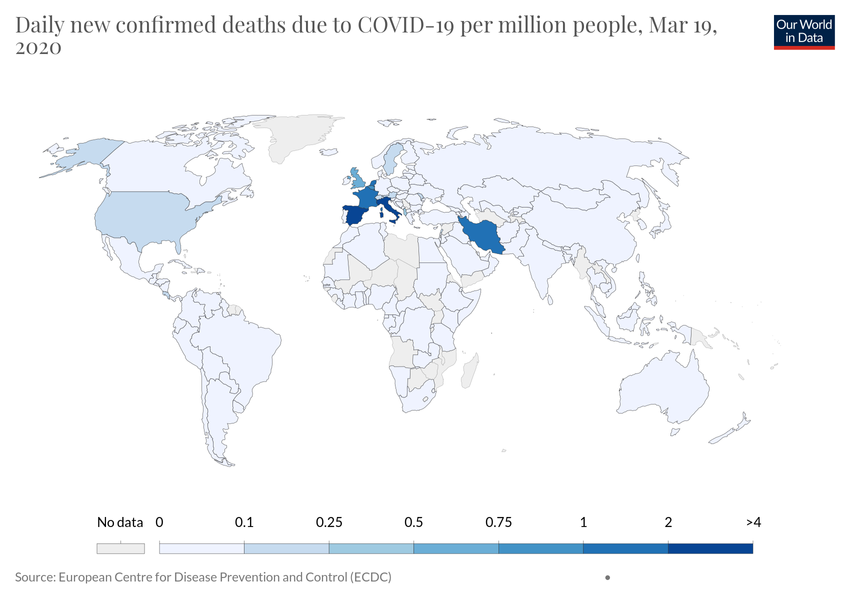 Daily new confirmed deaths due to COVID-19 per million people, Mar 19,
2020
Our World
in Data
No data 0 0.1 0.25 0.5 0.75 1 2 >4
Source: European Centre for Disease Prevention and Control (ECDC)